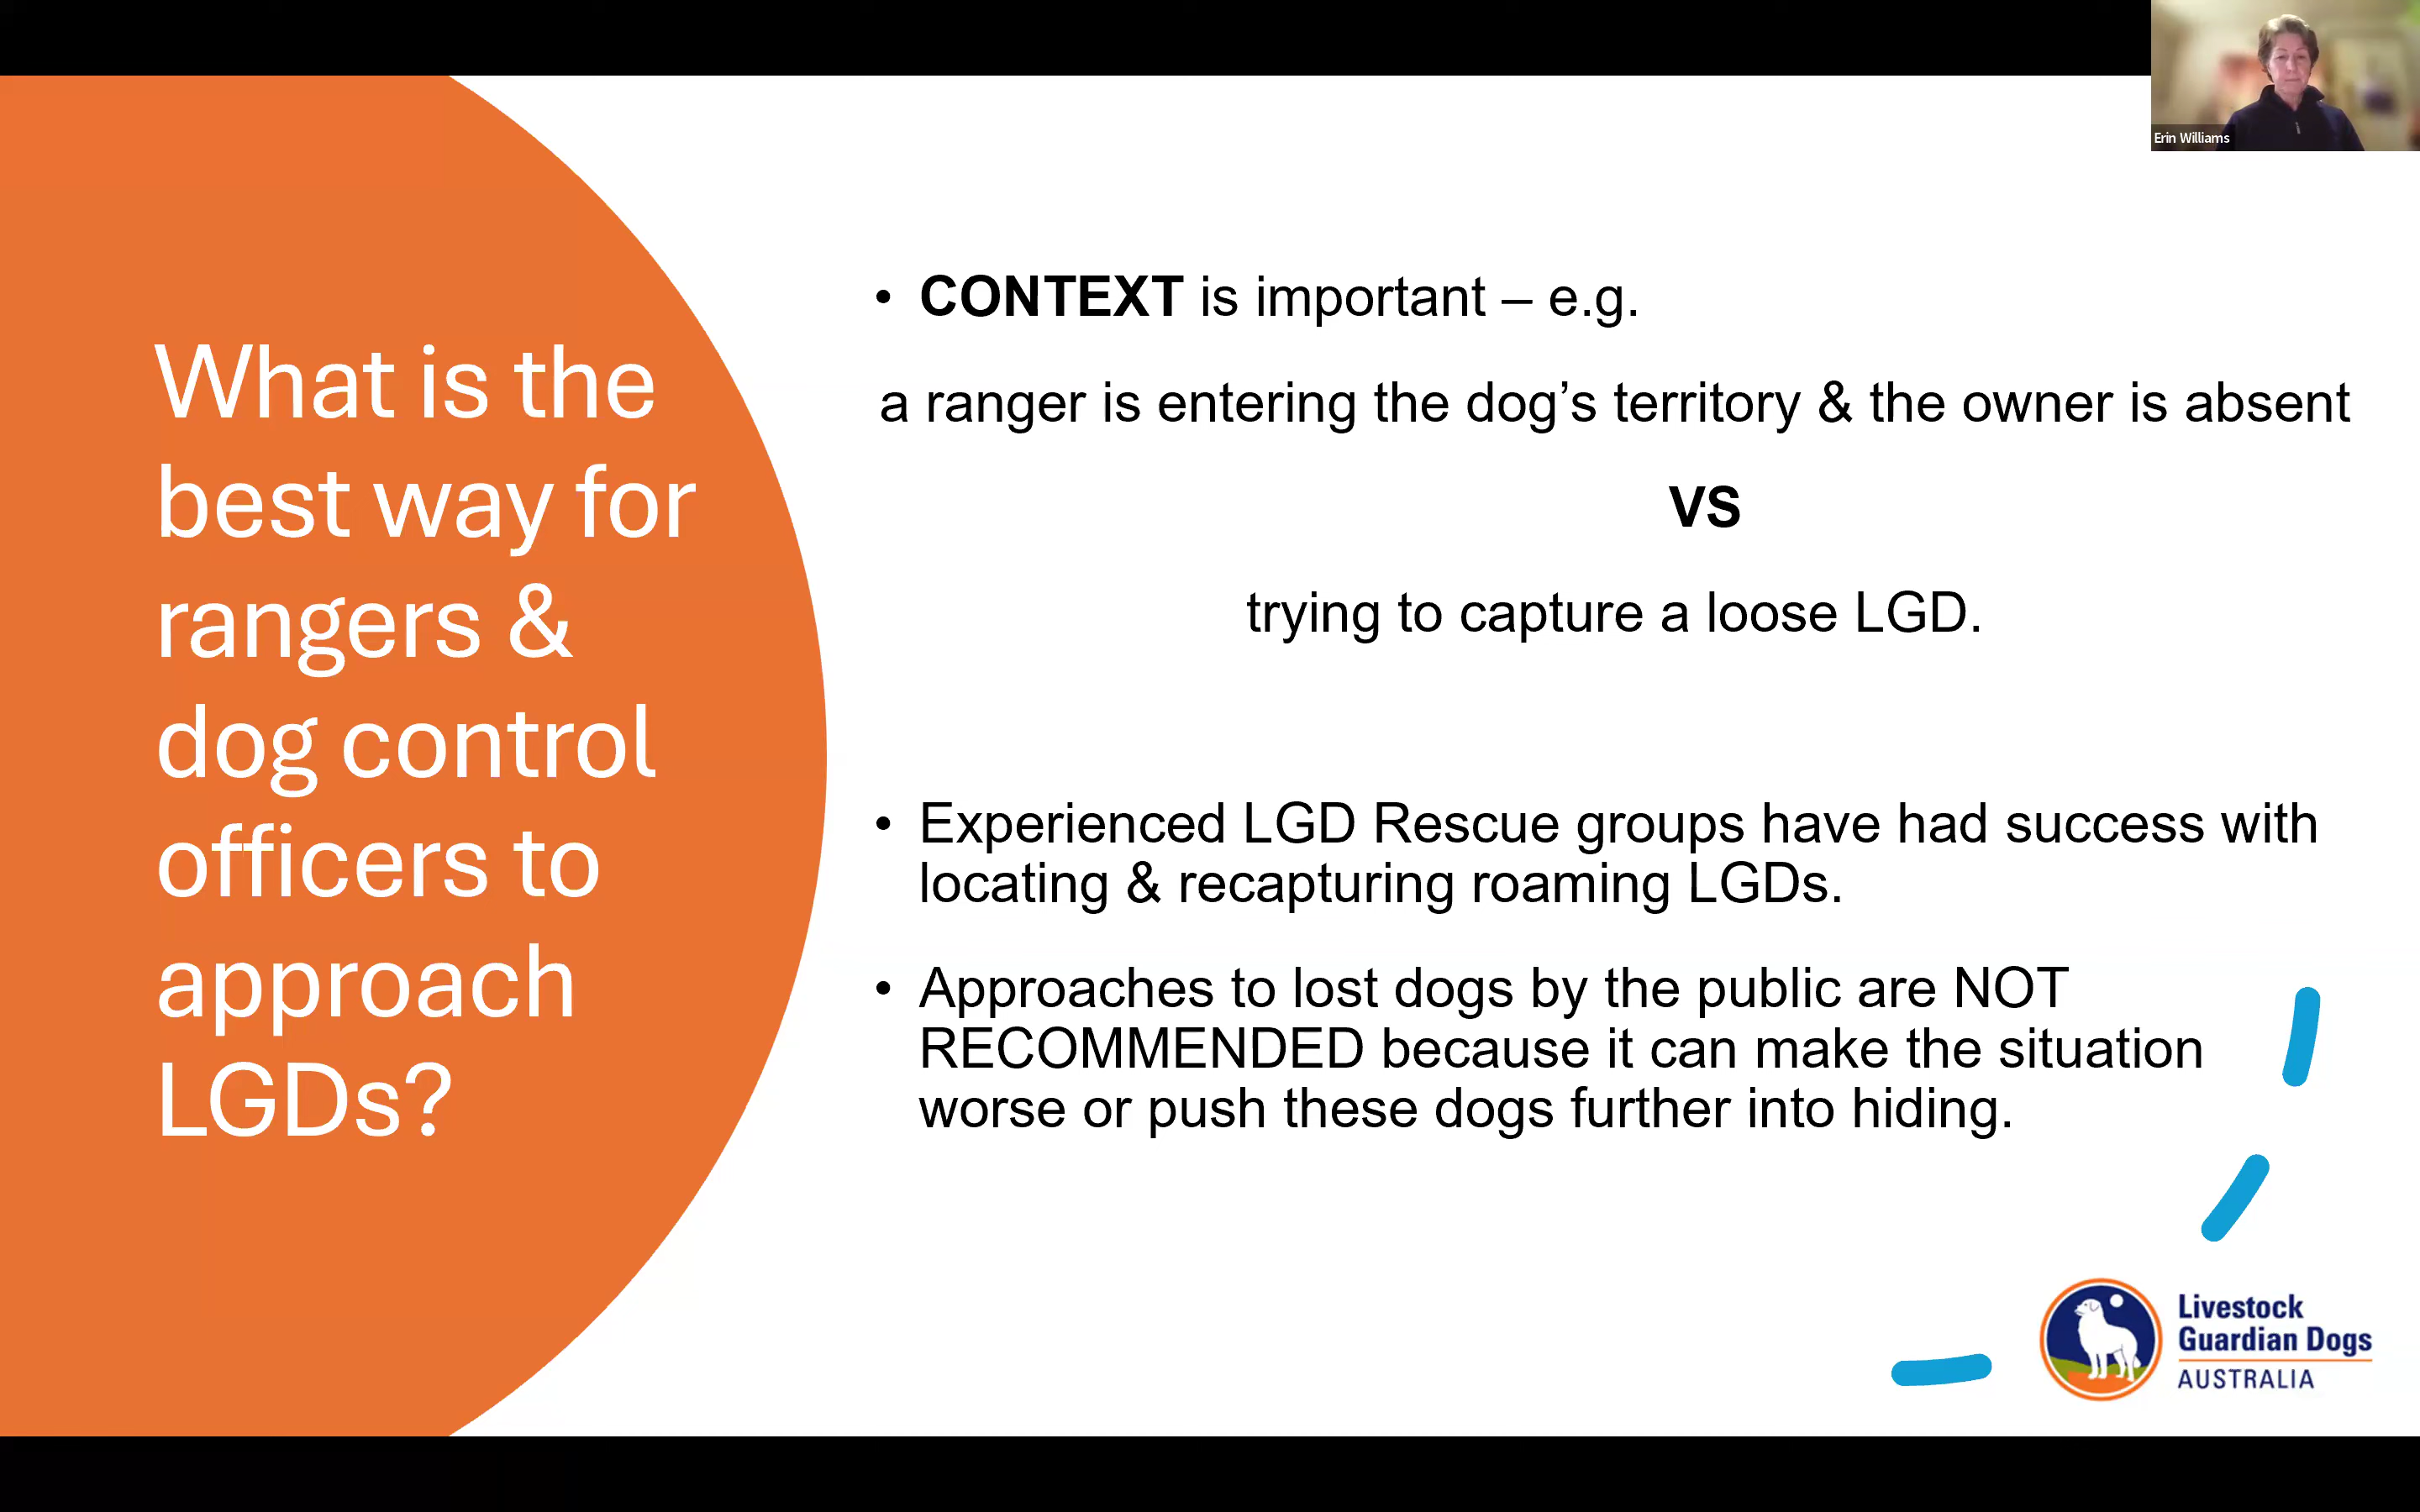 Erin Williams
What is the
best way for
rangers &
dog control
officers to
approach
LGDs?
• CONTEXT is important – e.g.
a ranger is entering the dog’s territory & the owner is absent
VS
trying to capture a loose LGD.
• Experienced LGD Rescue groups have had success with
locating & recapturing roaming LGDs.
• Approaches to lost dogs by the public are NOT
RECOMMENDED because it can make the situation
worse or push these dogs further into hiding.
Livestock
Guardian Dogs
AUSTRALIA